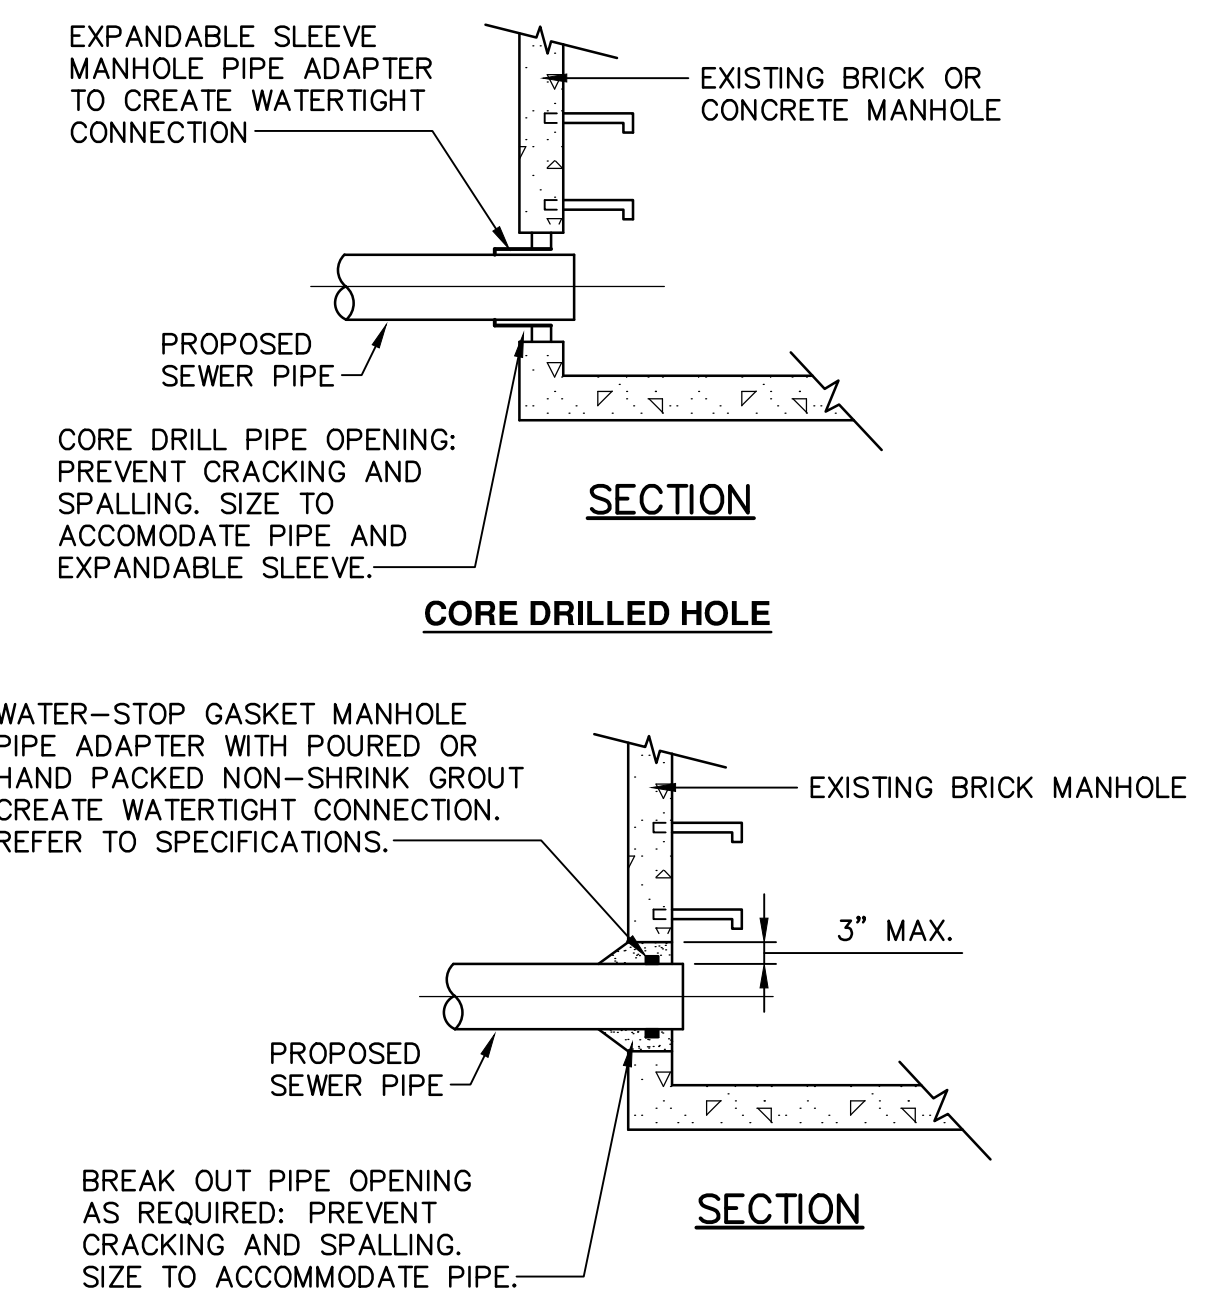 EXPANDABLE SLEEVE
MANHOLE PIPE ADAPTER
TO CREATE WATERTIGHT
CONNECTION
EXISTING BRICK OR
CONCRETE MANHOLE
PROPOSED
SEWER PIPE
CORE DRILL PIPE OPENING:
PREVENT CRACKING AND
SPALLING. SIZE TO
ACCOMODATE PIPE AND
EXPANDABLE SLEEVE.
SECTION
CORE DRILLED HOLE
WATER-STOP GASKET MANHOLE
PIPE ADAPTER WITH POURED OR
HAND PACKED NON-SHRINK GROUT
CREATE WATERTIGHT CONNECTION.
REFER TO SPECIFICATIONS.
EXISTING BRICK MANHOLE
3" MAX.
PROPOSED
SEWER PIPE
BREAK OUT PIPE OPENING
AS REQUIRED: PREVENT
CRACKING AND SPALLING.
SIZE TO ACCOMMODATE PIPE.
SECTION